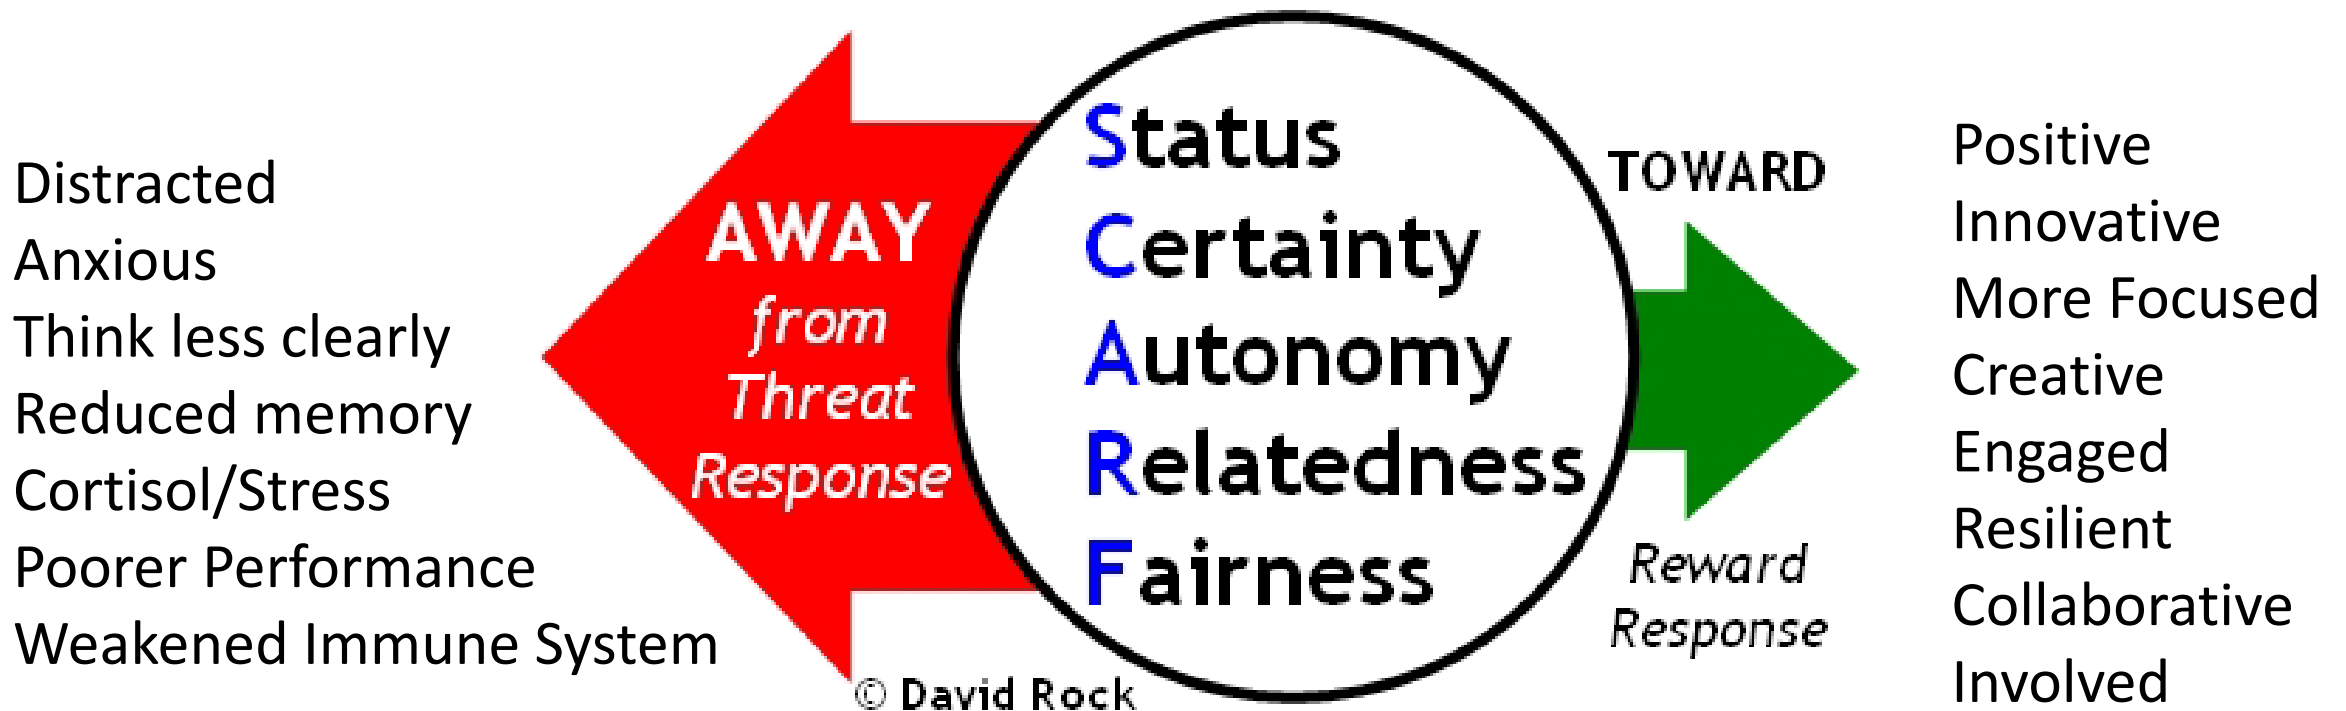 Distracted
Anxious
Think less clearly
Reduced memory
Cortisol/Stress
Poorer Performance
Weakened Immune System
AWAY
from
Threat
Response
Status
Certainty
Autonomy
Relatedness
Fairness
© David Rock
TOWARD
Reward
Response
Positive
Innovative
More Focused
Creative
Engaged
Resilient
Collaborative
Involved